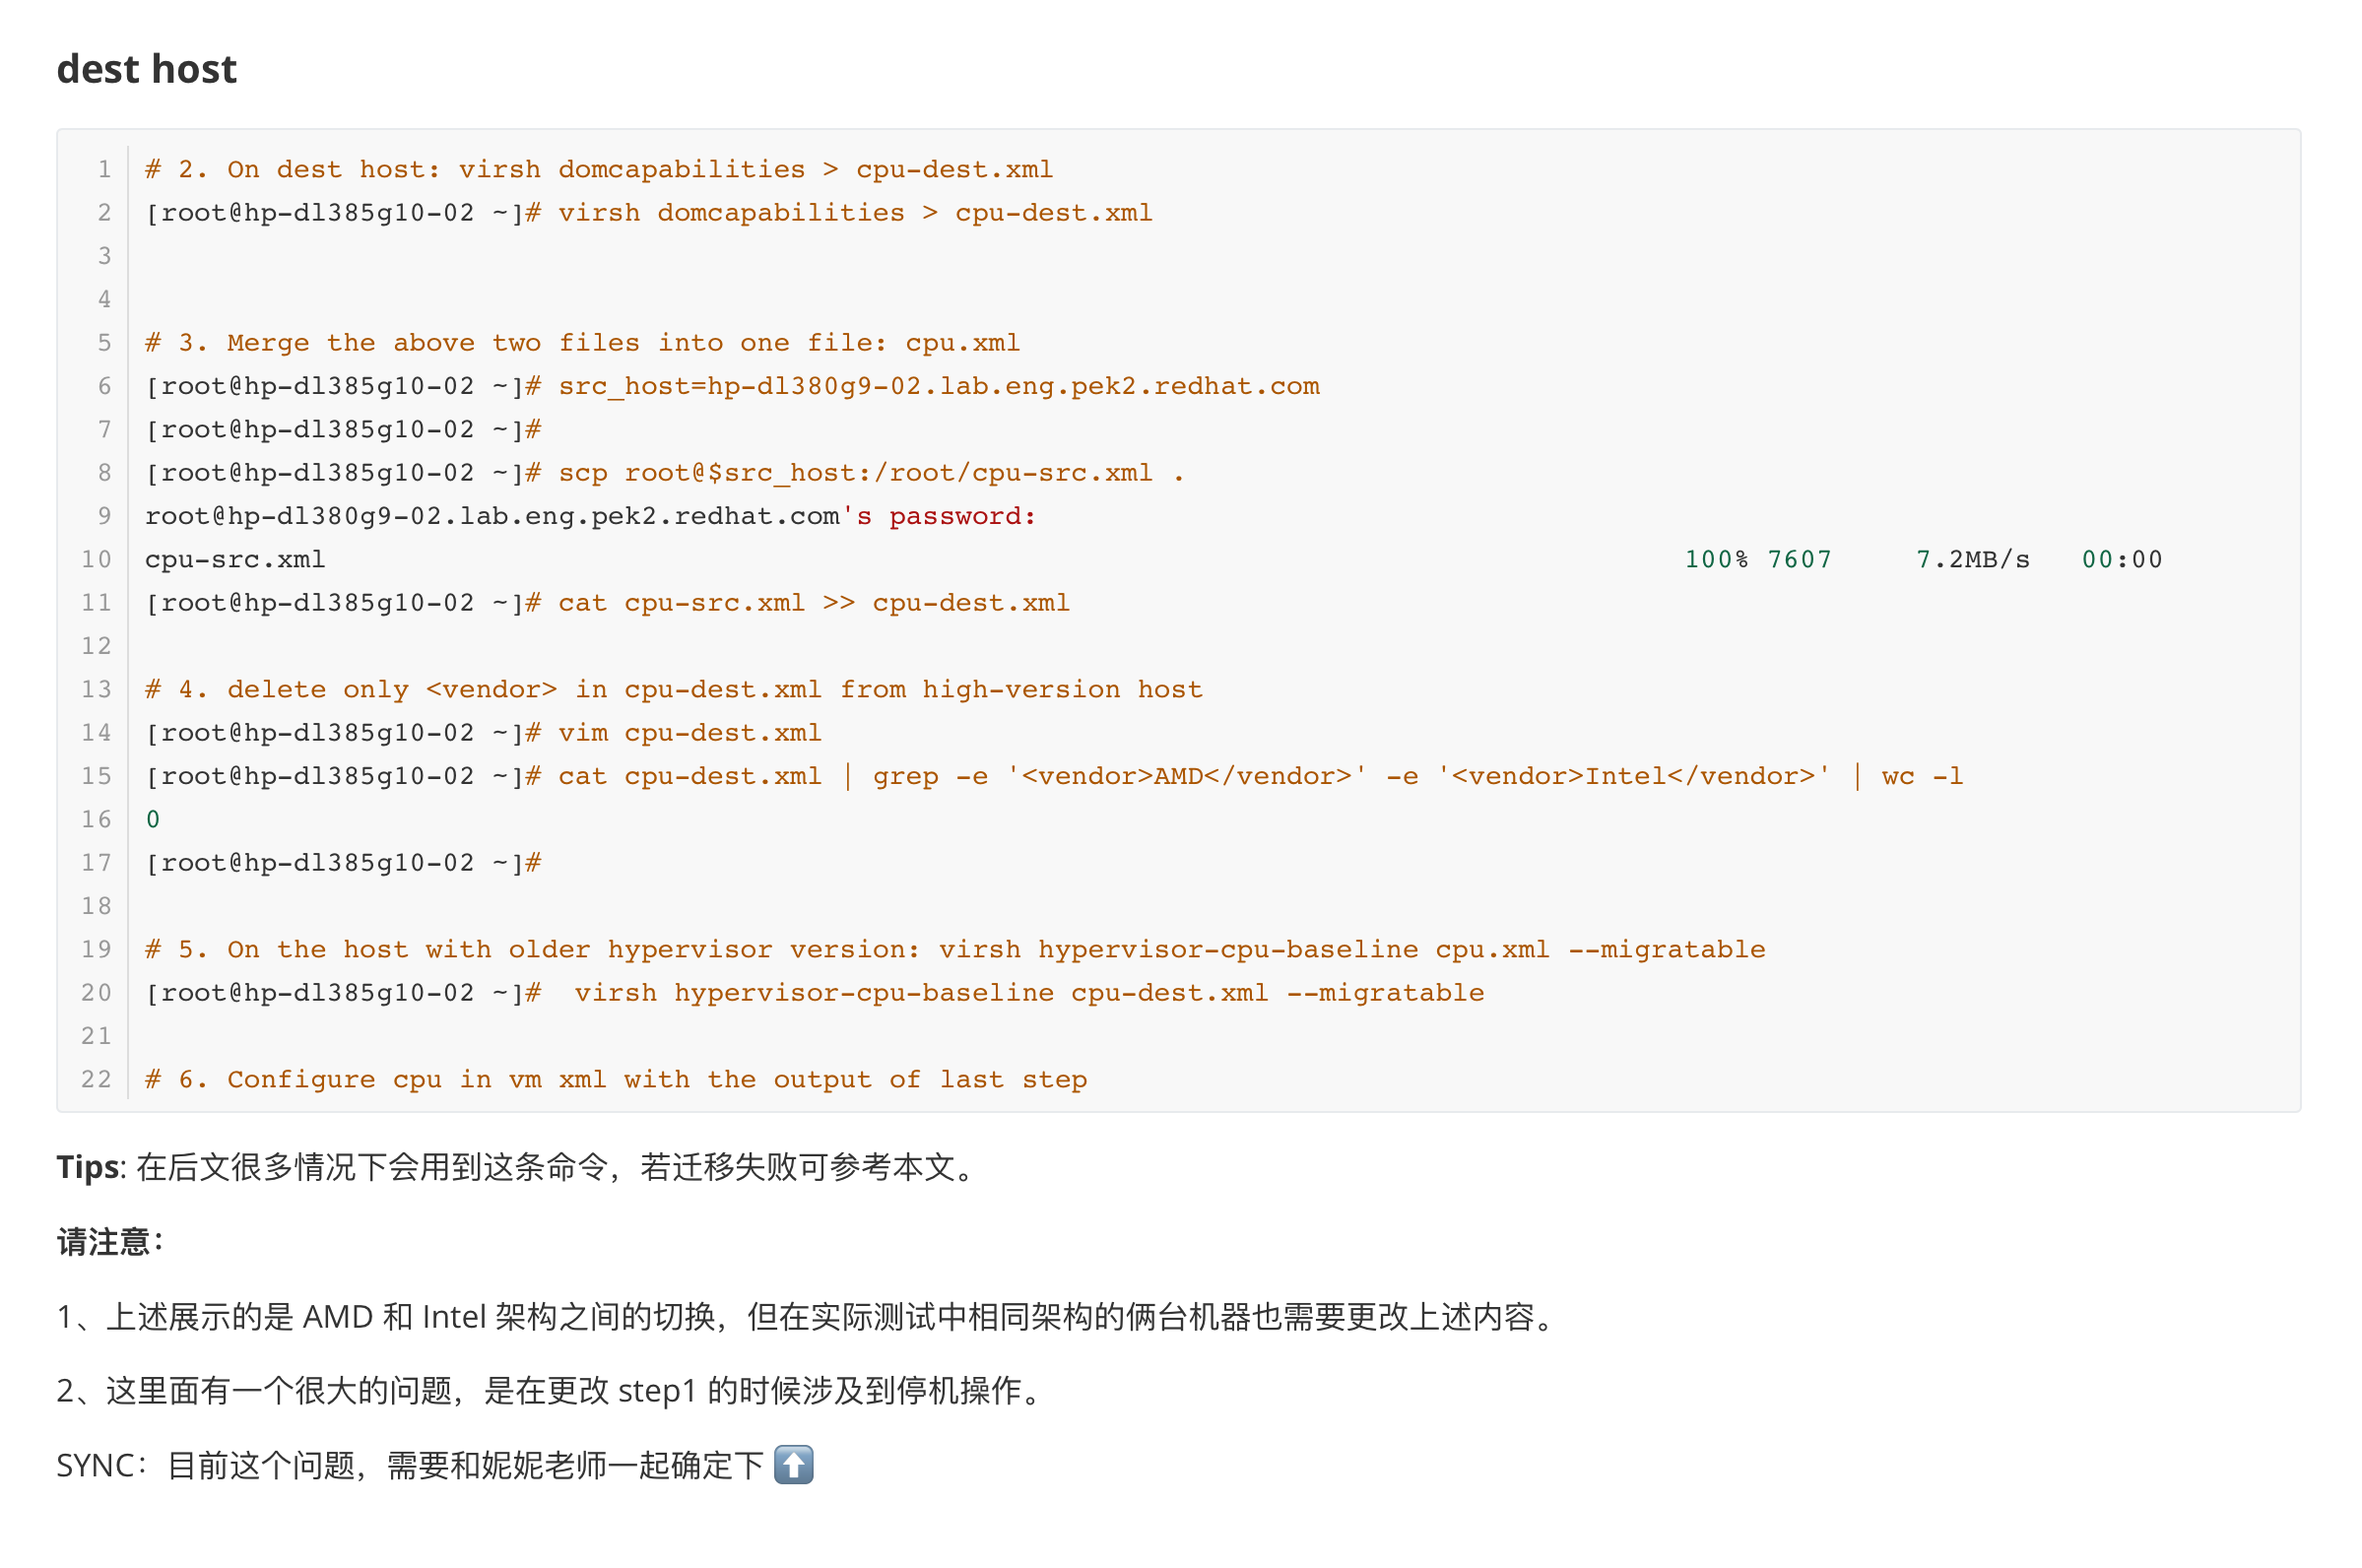 dest host
1 # 2. On dest host: virsh domcapabilities > cpu-dest.xml
2 [root@hp-dl385g10-02 ~]# virsh domcapabilities > cpu-dest.xml
3
4
5 # 3. Merge the above two files into one file: cpu.xml
6 [root@hp-dl385g10-02 ~]# src_host=hp-dl380g9-02.lab.eng.pek2.redhat.com
7 [root@hp-dl385g10-02 ~]#
8 [root@hp-dl385g10-02 ~]# scp root@$src_host:/root/cpu-src.xml .
9 root@hp-dl380g9-02.lab.eng.pek2.redhat.com's password:
10 cpu-src.xml 100% 7607 7.2MB/s 00:00
11 [root@hp-dl385g10-02 ~]# cat cpu-src.xml >> cpu-dest.xml
12
13 # 4. delete only <vendor> in cpu-dest.xml from high-version host
14 [root@hp-dl385g10-02 ~]# vim cpu-dest.xml
15 [root@hp-dl385g10-02 ~]# cat cpu-dest.xml | grep -e '<vendor>AMD</vendor>' -e '<vendor>Intel</vendor>' | wc -l
16 0
17 [root@hp-dl385g10-02 ~]#
18
19 # 5. On the host with older hypervisor version: virsh hypervisor-cpu-baseline cpu.xml --migratable
20 [root@hp-dl385g10-02 ~]#  virsh hypervisor-cpu-baseline cpu-dest.xml --migratable
21
22 # 6. Configure cpu in vm xml with the output of last step
Tips: 在后文很多情况下会用到这条命令，若迁移失败可参考本文。
请注意：
1、上述展示的是 AMD 和 Intel 架构之间的切换，但在实际测试中相同架构的俩台机器也需要更改上述内容。
2、这里面有一个很大的问题，是在更改 step1 的时候涉及到停机操作。
SYNC：目前这个问题，需要和妮妮老师一起确定下 ⬆️